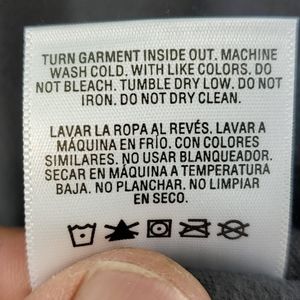 TURN GARMENT INSIDE OUT. MACHINE
WASH COLD. WITH LIKE COLORS. DO
NOT BLEACH. TUMBLE DRY LOW. DO NOT
IRON. DO NOT DRY CLEAN.
LAVAR LA ROPA AL REVÉS. LAVAR A
MÁQUINA EN FRÍO. CON COLORES
SIMILARES. NO USAR BLANQUEADOR.
SECAR EN MÁQUINA A TEMPERATURA
BAJA. NO PLANCHAR. NO LIMPIAR
EN SECO.